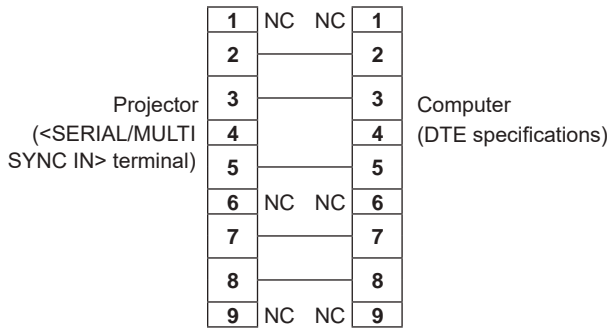 1 NC NC 1
2 2
Projector 3 3 Computer
(<SERIAL/MULTI 4 4 (DTE specifications)
SYNC IN> terminal) 5 5
6 NC NC 6
7 7
8 8
9 NC NC 9